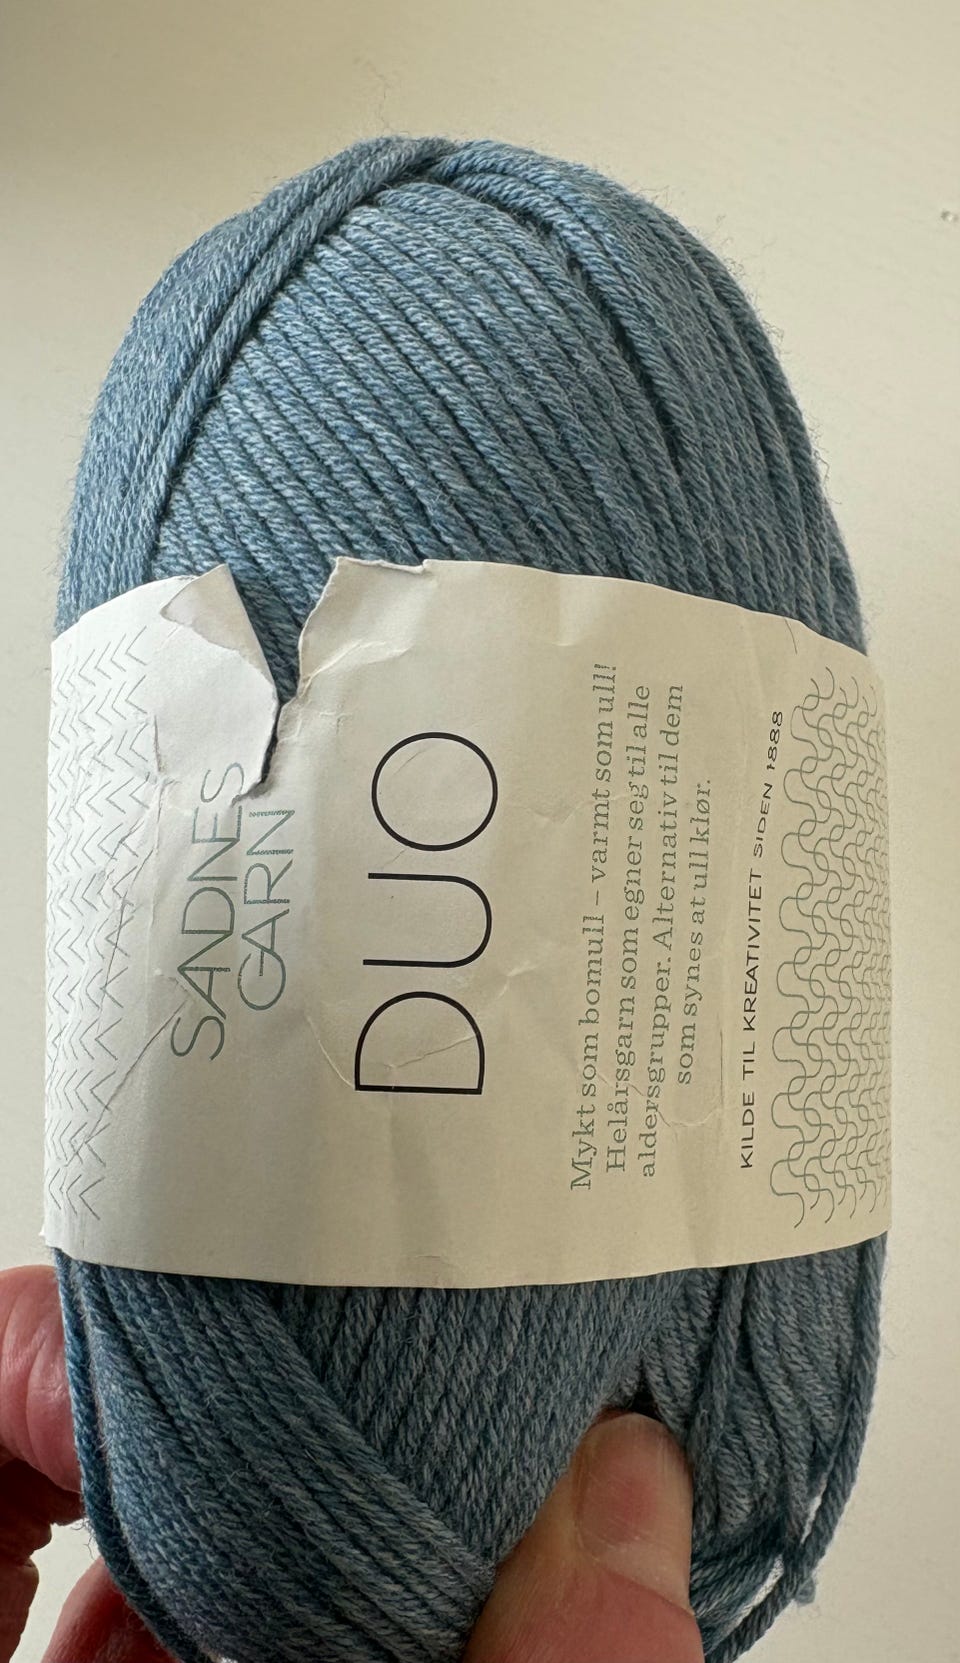 SADNES
GARN
DUO
Mykt som bomull – varmt som ull!
Helårsgarn som egner seg til alle
aldersgrupper. Alternativ til dem
som synes at ull klør.
KILDE TIL KREATIVITET SIDEN 1888